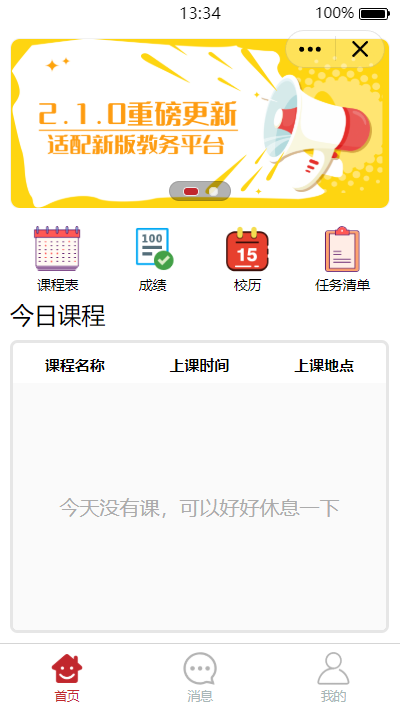 13:34
100%
2.1.0重磅更新
适配新版教务平台
100
15
课程表
成绩
校历
任务清单
今日课程
课程名称
上课时间
上课地点
今天没有课，可以好好休息一下
首页
消息
我的